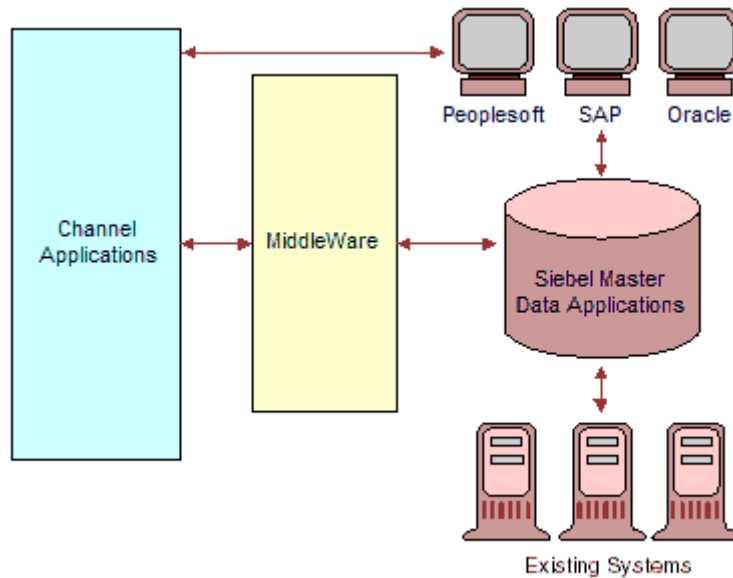 Peoplesoft SAP Oracle
Channel
Applications
MiddleWare
Siebel Master
Data Applications
Existing Systems